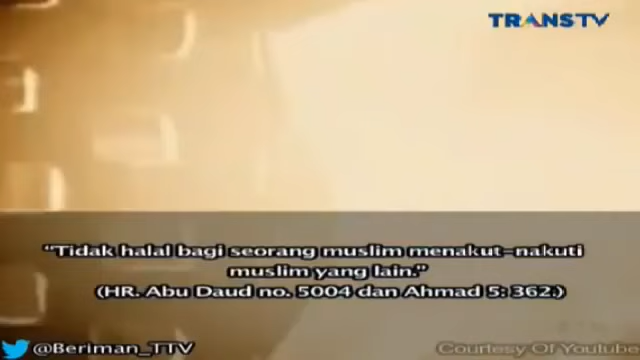 TRANSTV
“Tidak halal bagi seorang muslim menakut-nakuti
muslim yang lain.”
(HR. Abu Daud no. 5004 dan Ahmad 5: 362.)
@Beriman_TTV
Courtesy Of Youtube